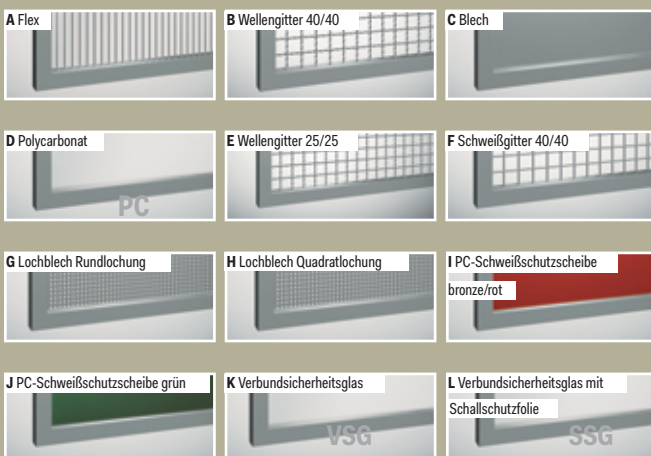 A Flex
B Wellengitter 40/40
C Blech
D Polycarbonat
PC
E Wellengitter 25/25
F Schweißgitter 40/40
G Lochblech Rundlochung
H Lochblech Quadratlochung
I PC-Schweißschutzscheibe
bronze/rot
J PC-Schweißschutzscheibe grün
K Verbundsicherheitsglas
VSG
L Verbundsicherheitsglas mit
Schallschutzfolie
SSG